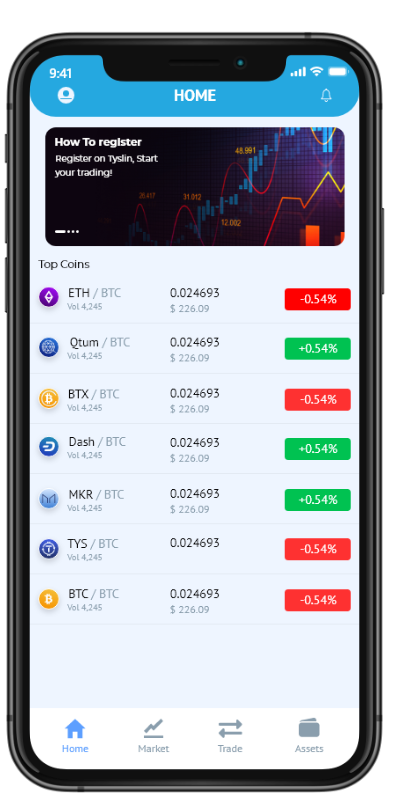 9:41
HOME
How To register
Register on Tyslin, Start
your trading!
48.991
26.417
31.012
12.002
Top Coins
ETH / BTC 0.024693 -0.54%
Vol 4,245 $ 226.09
Qtum / BTC 0.024693 +0.54%
Vol 4,245 $ 226.09
BTX / BTC 0.024693 -0.54%
Vol 4,245 $ 226.09
Dash / BTC 0.024693 +0.54%
Vol 4,245 $ 226.09
MKR / BTC 0.024693 +0.54%
Vol 4,245 $ 226.09
TYS / BTC 0.024693 -0.54%
Vol 4,245
BTC / BTC 0.024693 -0.54%
Vol 4,245 $ 226.09
Home Market Trade Assets